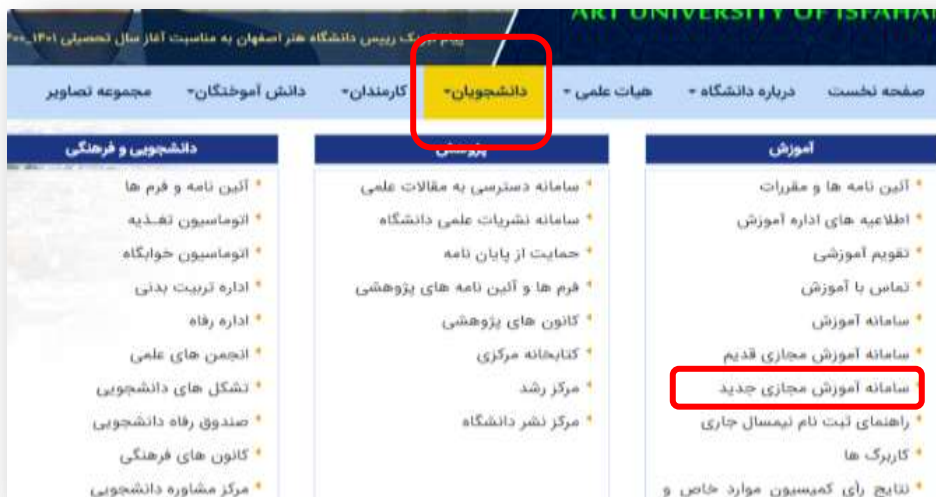 ART UNIVERSITY OF ISFAHAN
پیام تبریک رییس دانشگاه هنر اصفهان به مناسبت آغاز سال تحصیلی ۱۴۰۱_۱۴۰۰
صفحه نخست درباره دانشگاه هیات علمی دانشجویان کارمندان دانش آموختگان مجموعه تصاویر
آموزش
آئین نامه ها و مقررات
اطلاعیه های اداره آموزش
تقویم آموزشی
تماس با آموزش
سامانه آموزش
سامانه آموزش مجازی قدیم
سامانه آموزش مجازی جدید
راهنمای ثبت نام نیمسال جاری
کاربرگ ها
نتایج رأی کمیسیون موارد خاص و
پژوهشی
سامانه دسترسی به مقالات علمی
سامانه نشریات علمی دانشگاه
حمایت از پایان نامه
فرم ها و آئین نامه های پژوهشی
کانون های پژوهشی
کتابخانه مرکزی
مرکز رشد
مرکز نشر دانشگاه
دانشجویی و فرهنگی
آئین نامه و فرم ها
اتوماسیون تغـذیه
اتوماسیون خوابگاه
اداره تربیت بدنی
اداره رفاه
انجمن های علمی
تشکل های دانشجویی
صندوق رفاه دانشجویی
کانون های فرهنگی
مرکز مشاوره دانشجویی